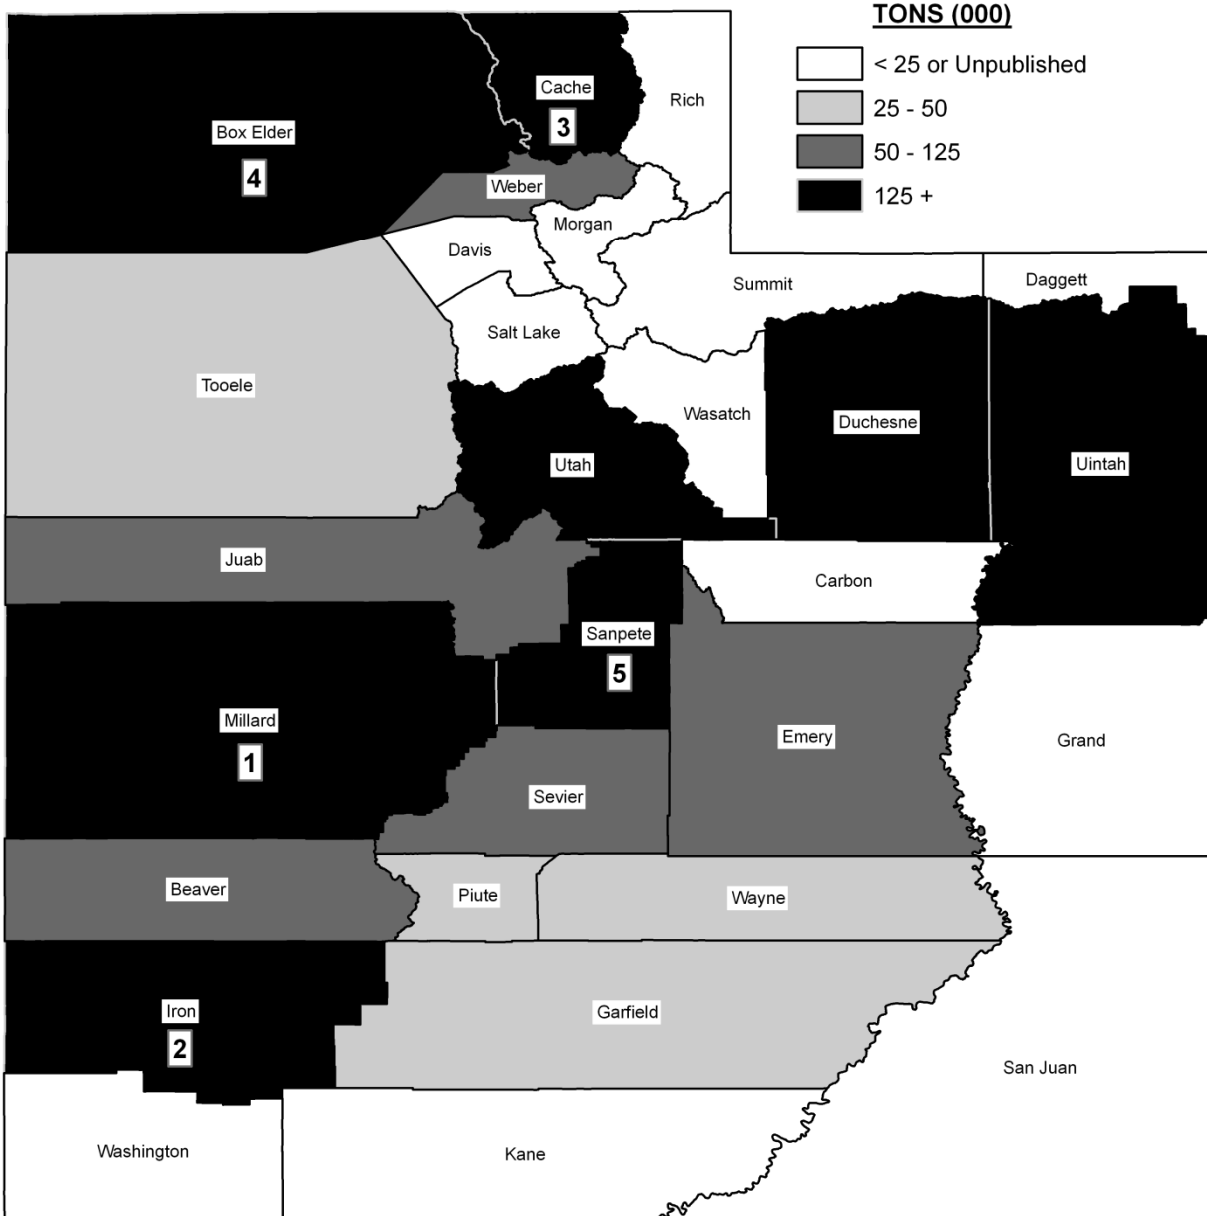 TONS (000)
< 25 or Unpublished
25 - 50
50 - 125
125 +
Cache
3
Rich
Box Elder
4
Weber
Morgan
Davis
Summit
Daggett
Salt Lake
Tooele
Wasatch
Duchesne
Utah
Uintah
Juab
Carbon
Sanpete
5
Millard
1
Emery
Grand
Sevier
Beaver
Piute
Wayne
Iron
2
Garfield
San Juan
Washington
Kane